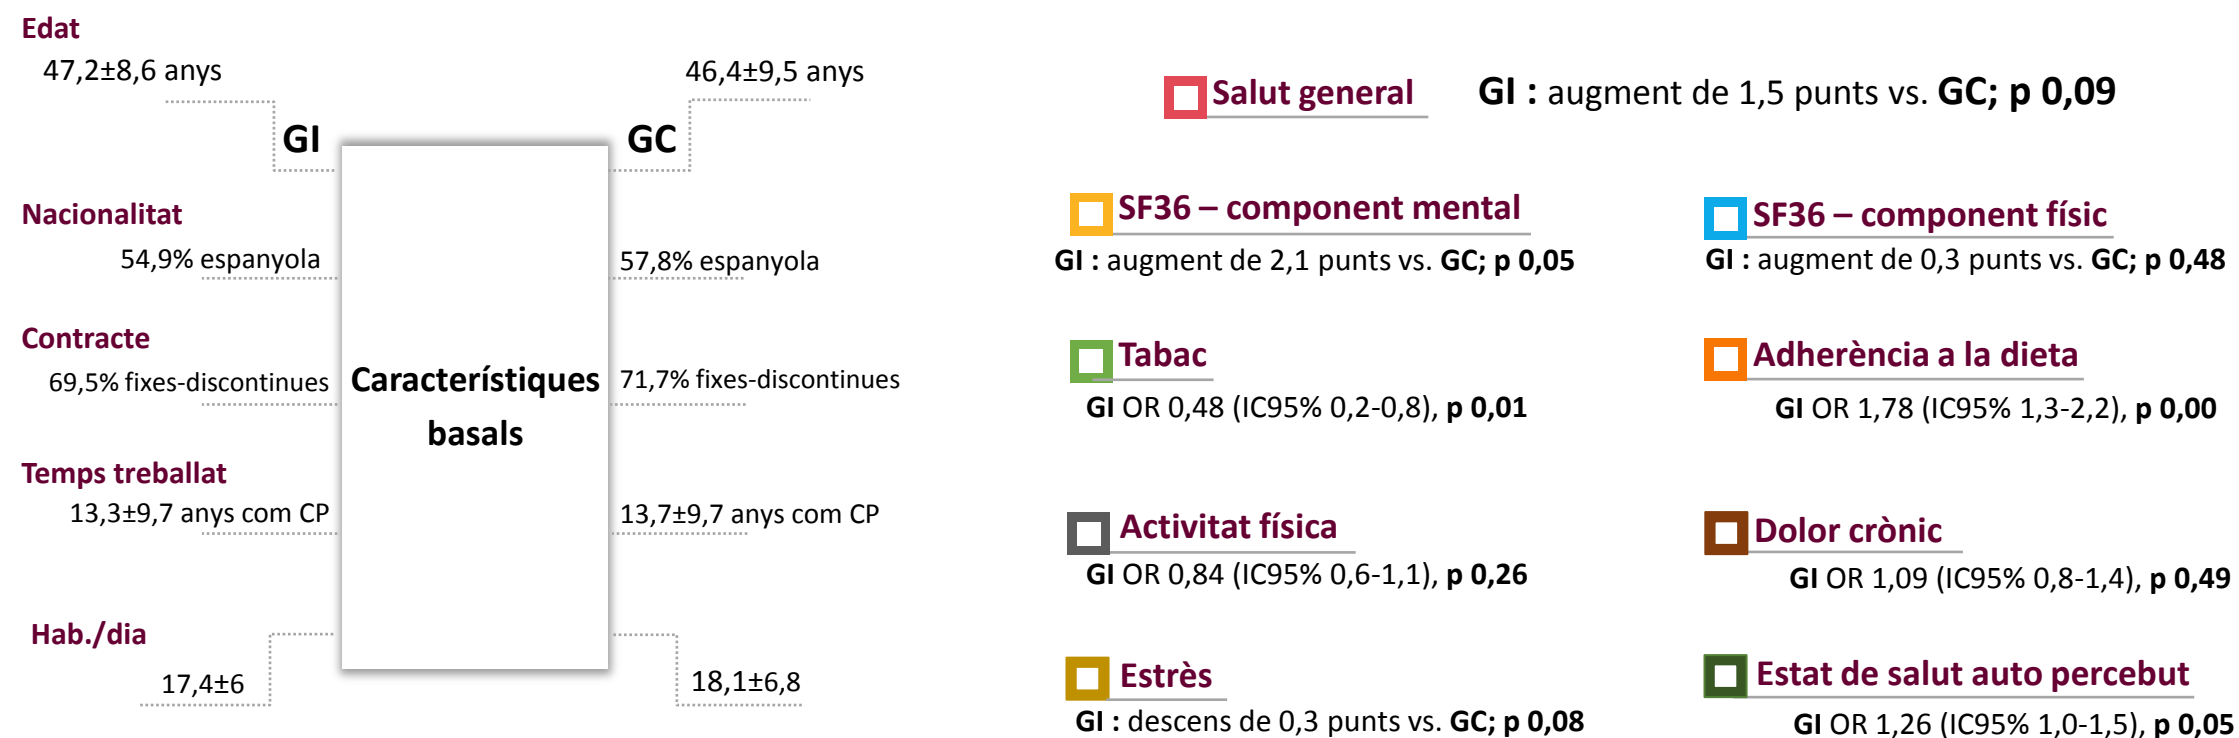 Edat
47,2±8,6 anys
46,4±9,5 anys
GI
GC
Nacionalitat
54,9% espanyola
57,8% espanyola
Contracte
69,5% fixes-discontinues
71,7% fixes-discontinues
Característiques
basals
Temps treballat
13,3±9,7 anys com CP
13,7±9,7 anys com CP
Hab./dia
17,4±6
18,1±6,8
Salut general
GI : augment de 1,5 punts vs. GC; p 0,09
SF36 – component mental
GI : augment de 2,1 punts vs. GC; p 0,05
SF36 – component físic
GI : augment de 0,3 punts vs. GC; p 0,48
Tabac
GI OR 0,48 (IC95% 0,2-0,8), p 0,01
Adherència a la dieta
GI OR 1,78 (IC95% 1,3-2,2), p 0,00
Activitat física
GI OR 0,84 (IC95% 0,6-1,1), p 0,26
Dolor crònic
GI OR 1,09 (IC95% 0,8-1,4), p 0,49
Estrès
GI : descens de 0,3 punts vs. GC; p 0,08
Estat de salut auto percebut
GI OR 1,26 (IC95% 1,0-1,5), p 0,05